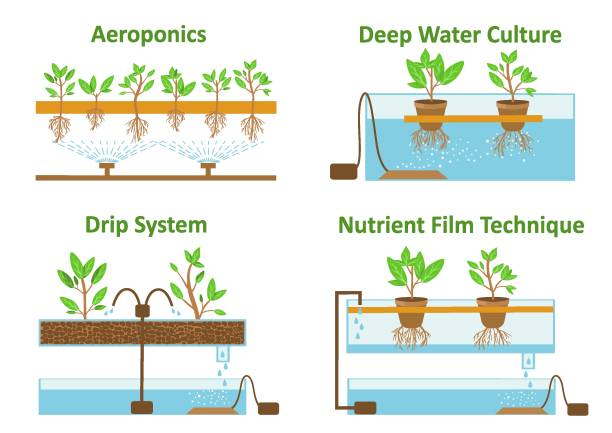 Aeroponics
Deep Water Culture
Drip System
Nutrient Film Technique